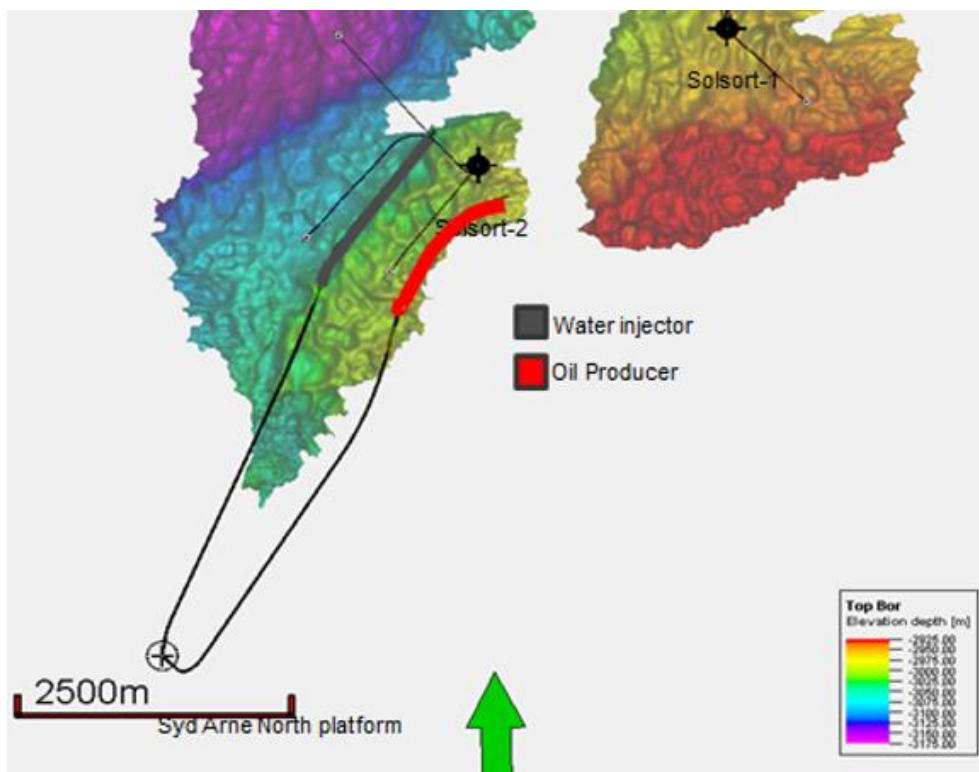 Solsort-1
Solsort-2
Water injector
Oil Producer
2500m
Syd Arne North platform
Top Bor
Elevation depth [m]
-2925.00
-2950.00
-2975.00
-3000.00
-3025.00
-3050.00
-3075.00
-3100.00
-3125.00
-3150.00
-3175.00